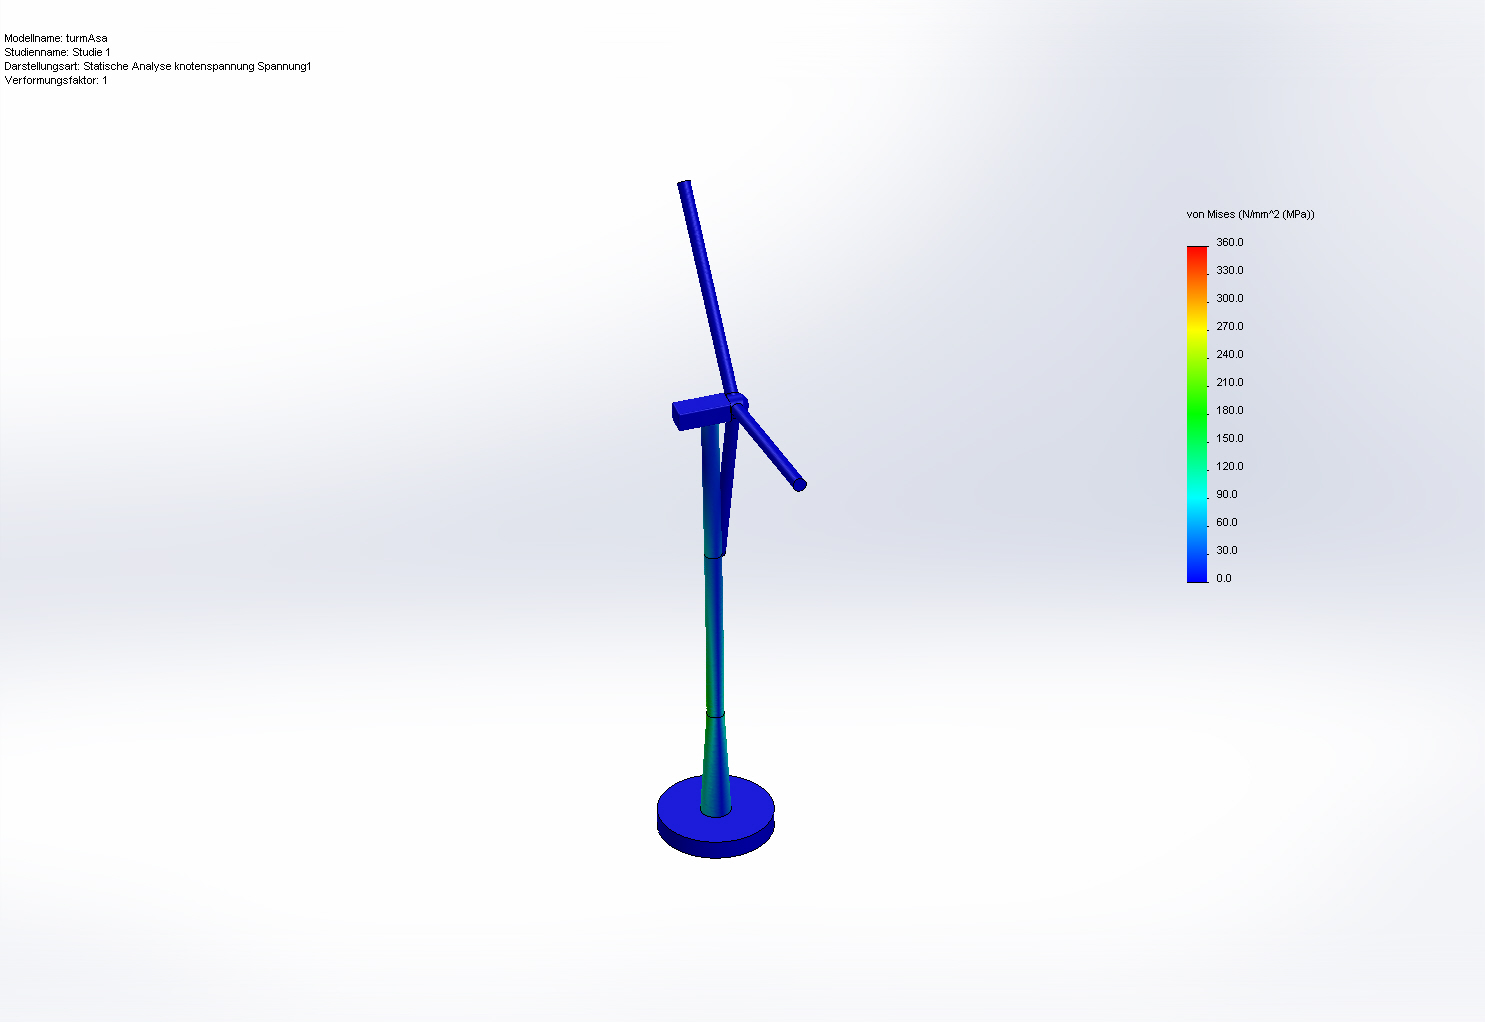 Modellname: turmAsa
Studienname: Studie 1
Darstellungsart: Statische Analyse knotenspannung Spannung1
Verformungsfaktor: 1
von Mises (N/mm^2 (MPa))
360.0
330.0
300.0
270.0
240.0
210.0
180.0
150.0
120.0
90.0
60.0
30.0
0.0